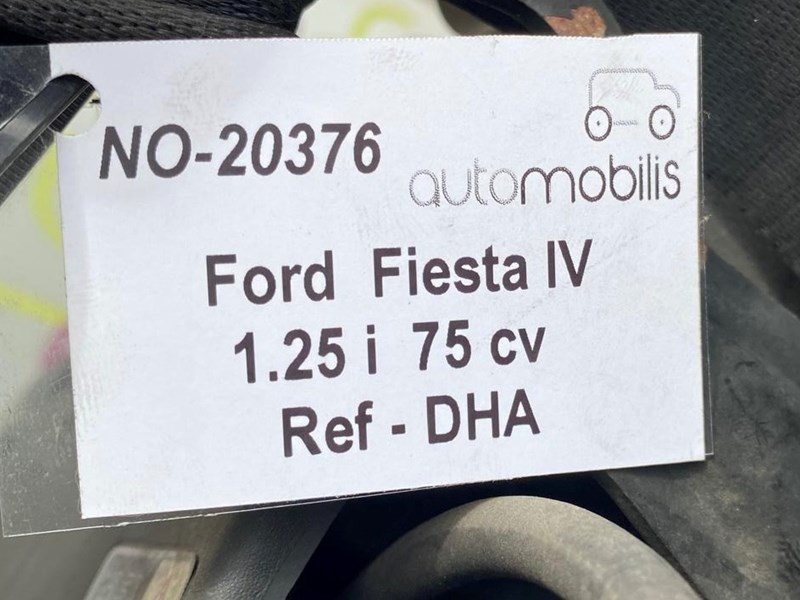 NO-20376
automobilis
Ford Fiesta IV
1.25 i 75 cv
Ref - DHA